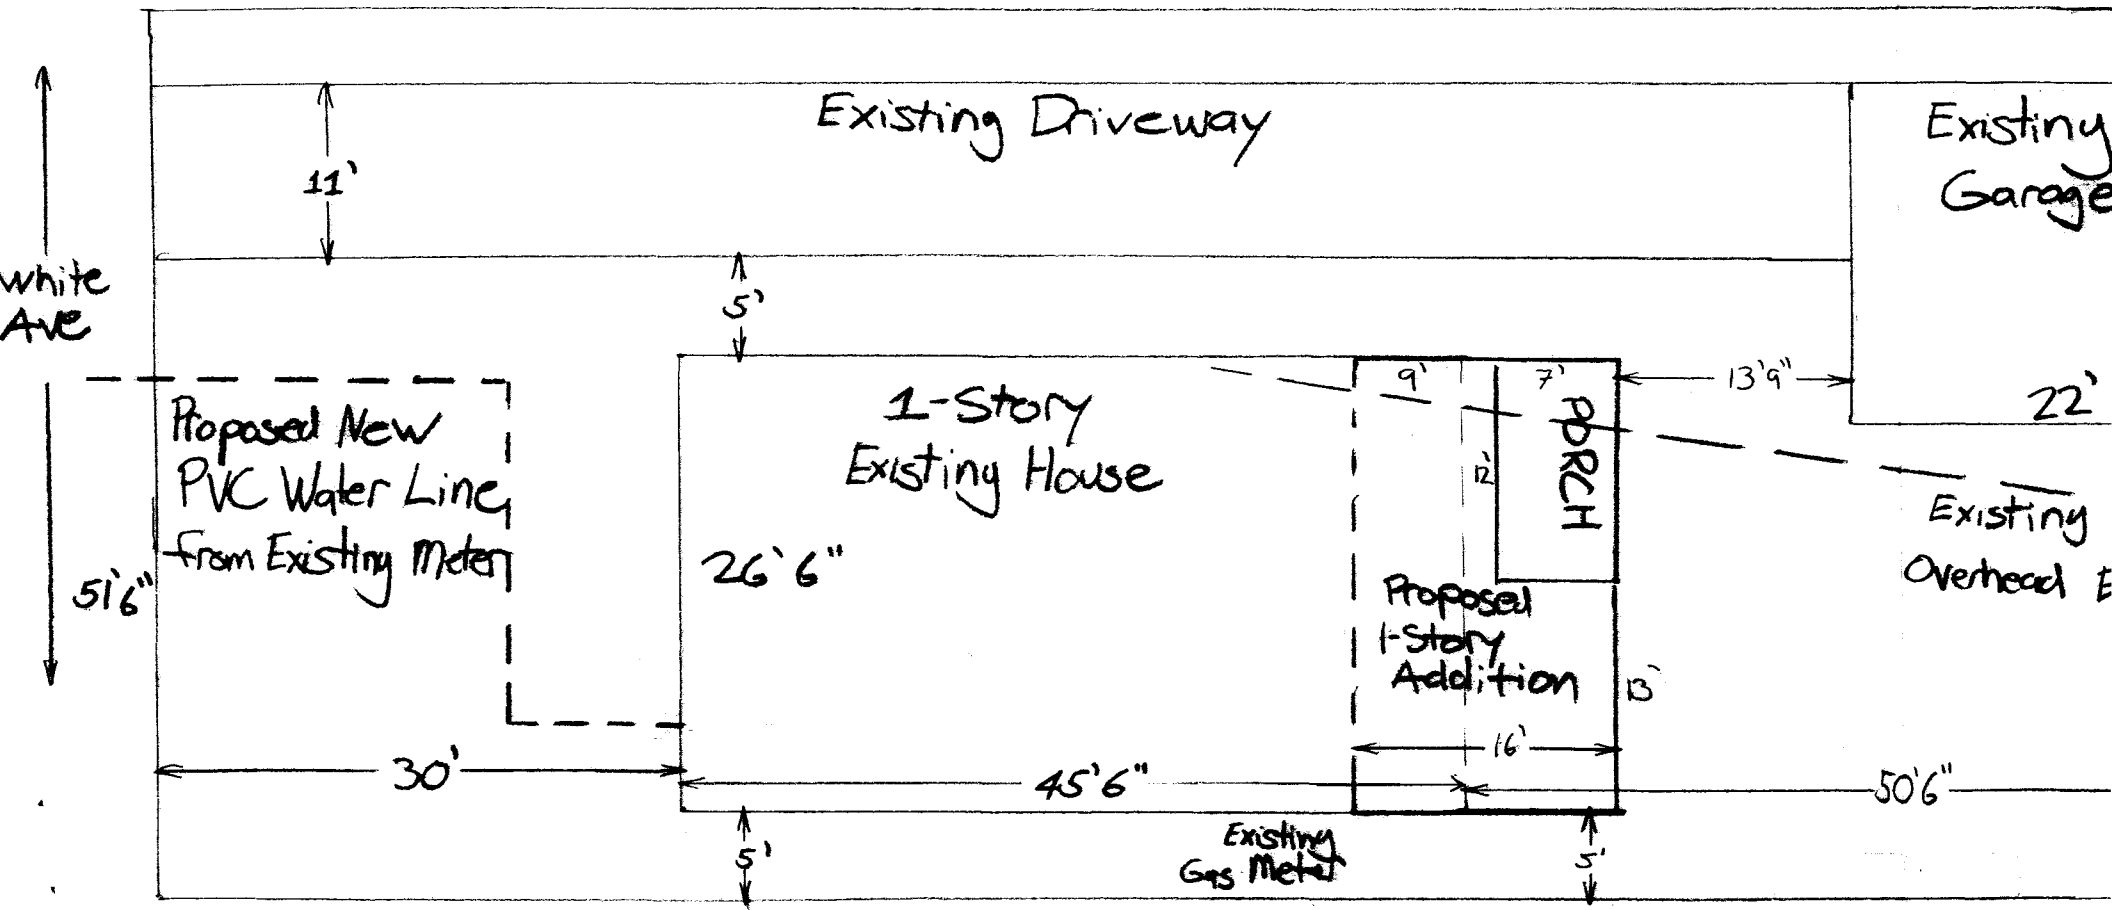 Existing Driveway
Existing
Garage
11'
White
Ave
5'
9'
7'
13'9"
22'
Proposed New
PVC Water Line
from Existing Meter
1-Story
Existing House
PORCH
12'
Existing
Overhead E
51'6"
26'6"
Proposed
1-Story
Addition
13'
16'
30'
45'6"
50'6"
5'
Existing
Gas Meter
5'